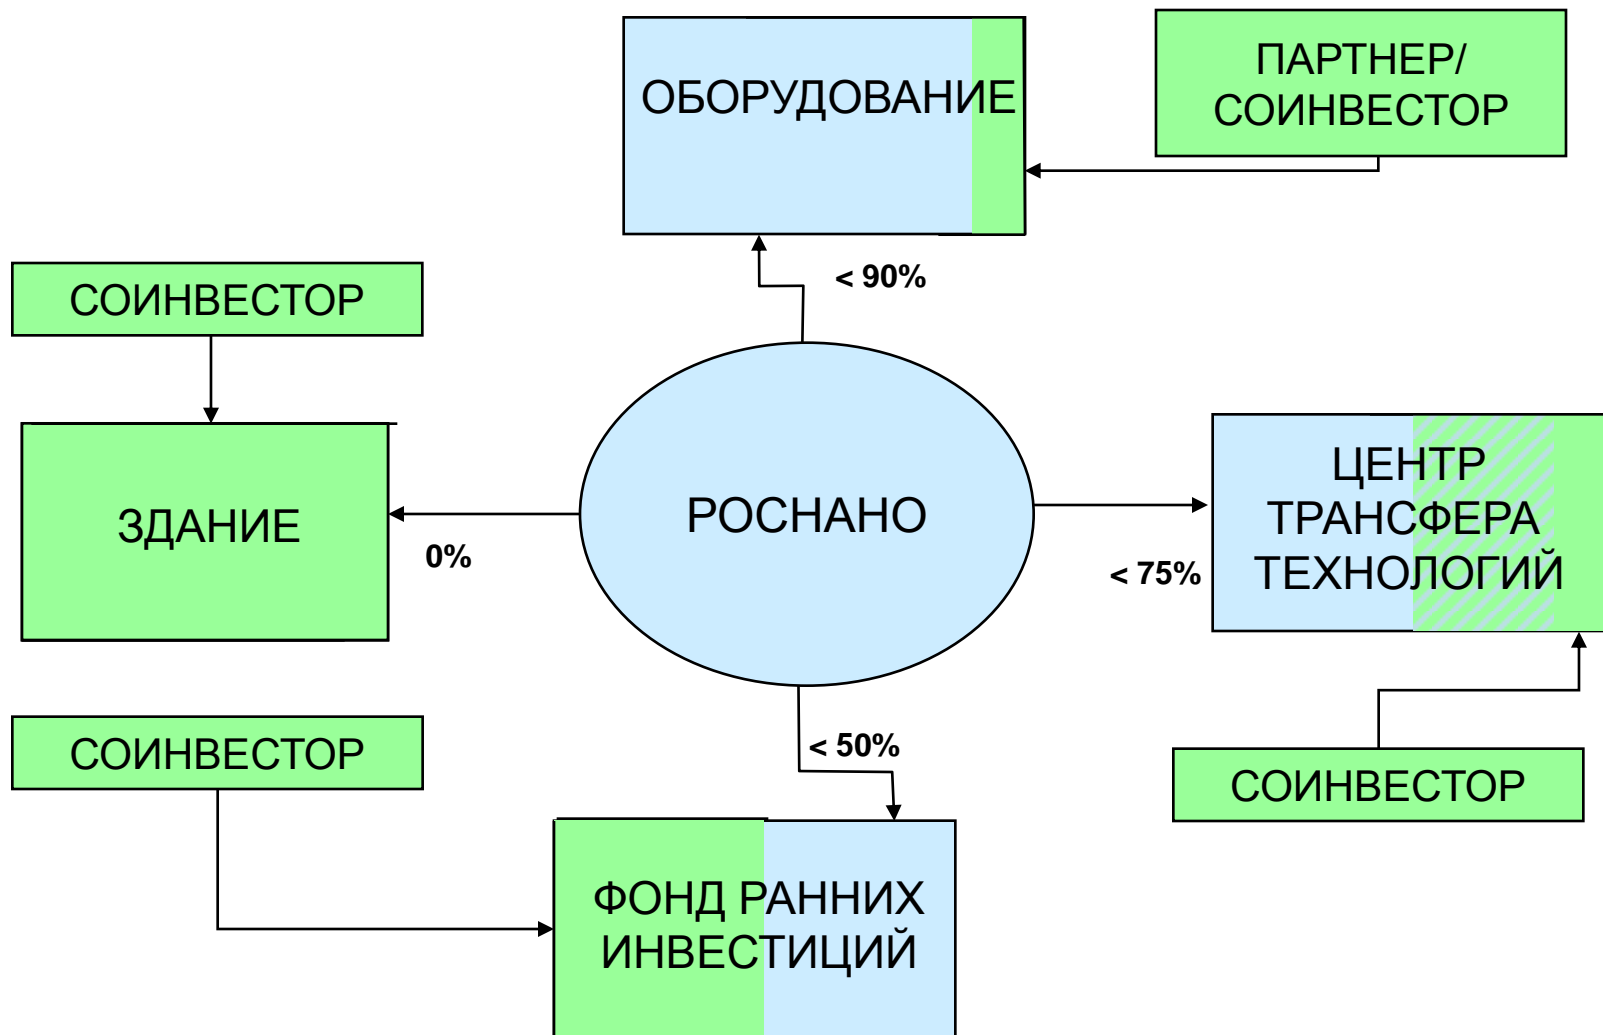 ОБОРУДОВАНИЕ
ПАРТНЕР/
СОИНВЕСТОР
< 90%
СОИНВЕСТОР
ЗДАНИЕ
0%
РОСНАНО
< 75%
ЦЕНТР
ТРАНСФЕРА
ТЕХНОЛОГИЙ
СОИНВЕСТОР
< 50%
СОИНВЕСТОР
ФОНД РАННИХ
ИНВЕСТИЦИЙ